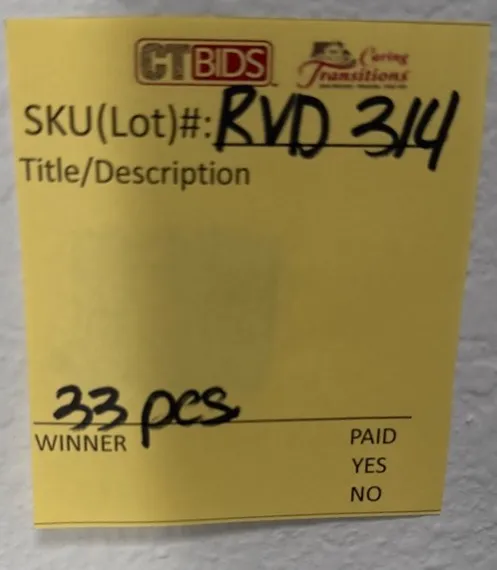 CTBIDS Caring Transitions
SKU(Lot)#: RVD 314
Title/Description
33 pcs
WINNER PAID
YES
NO